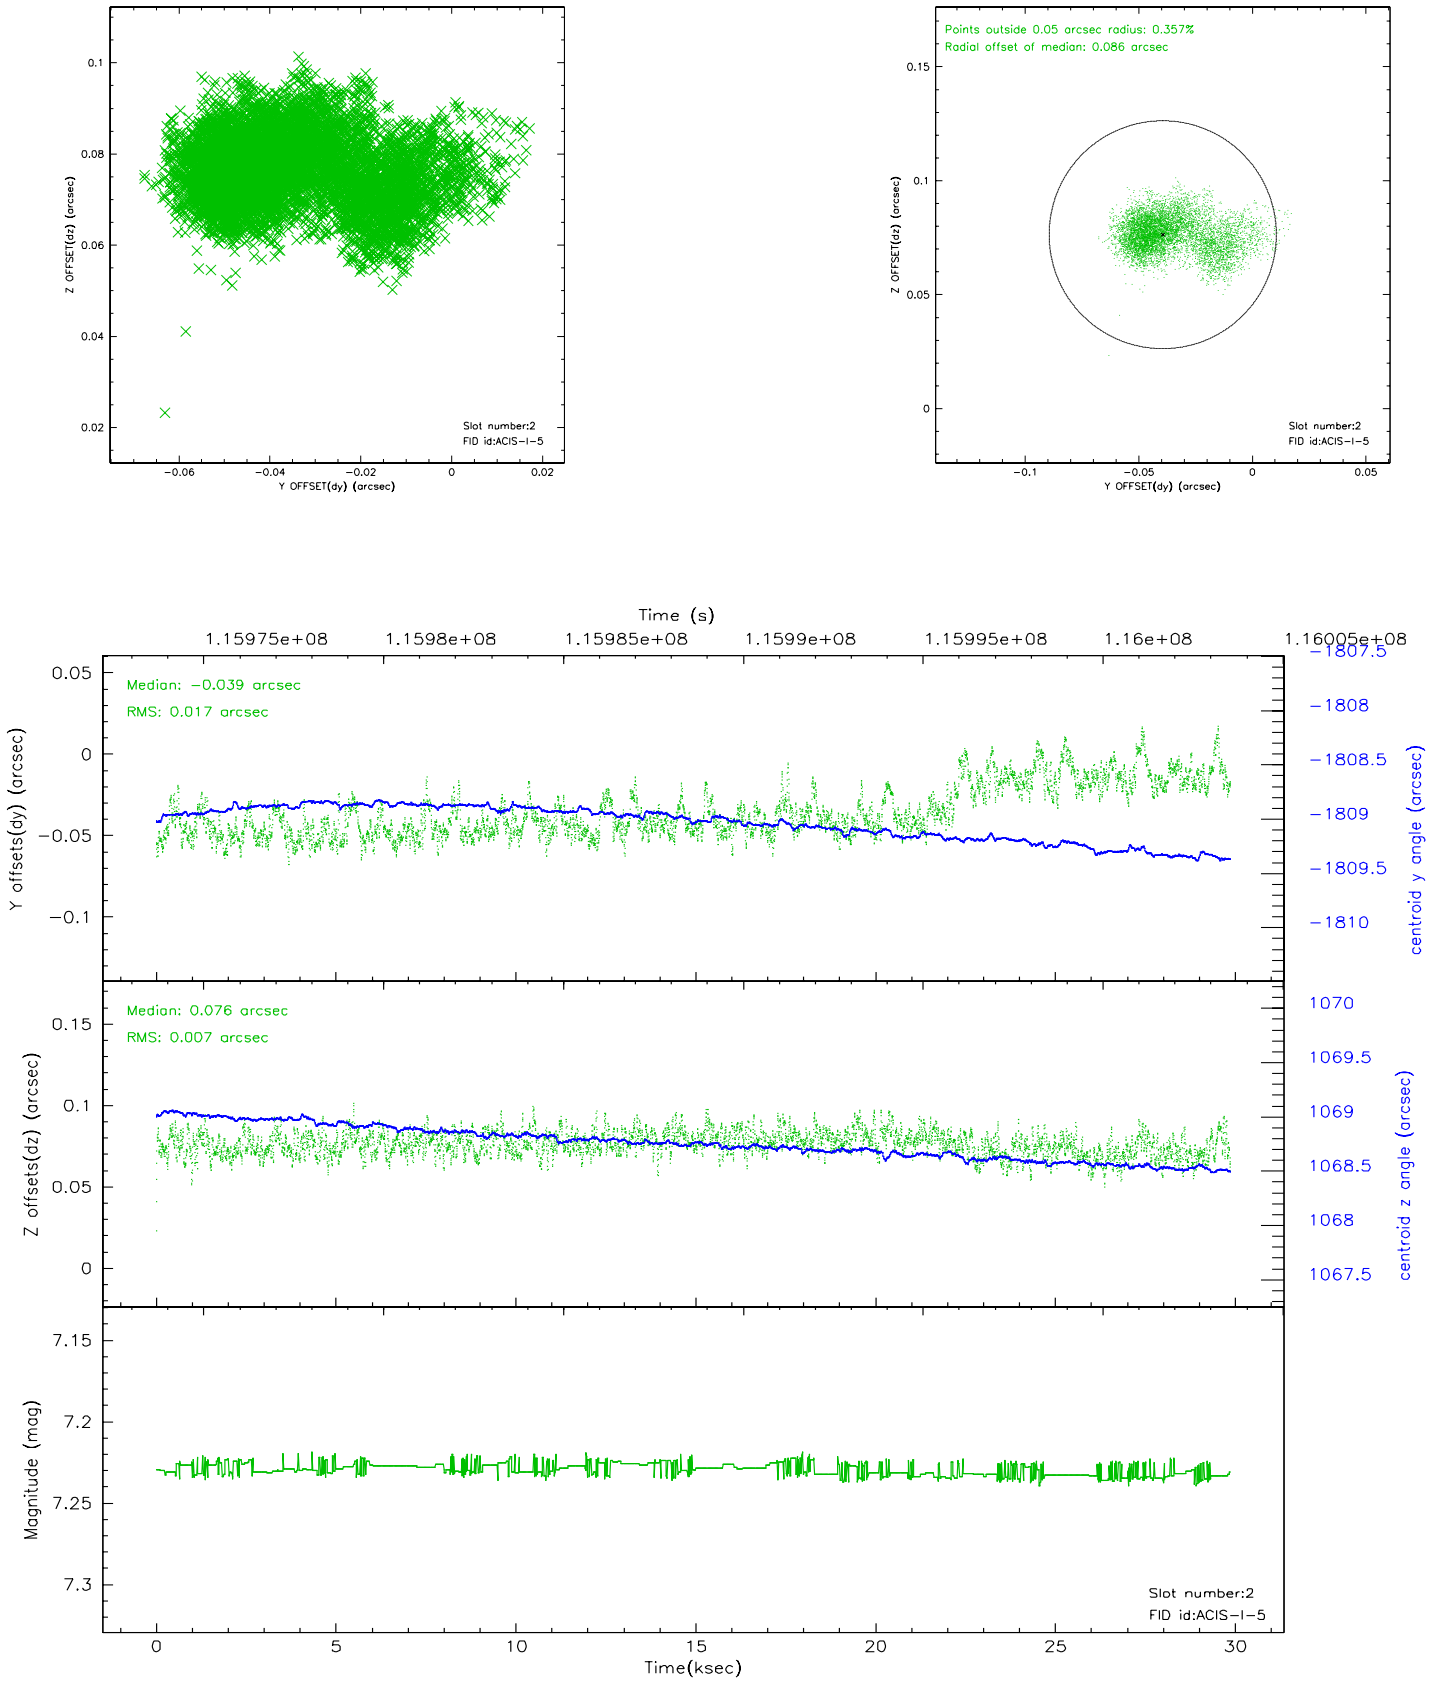 0.1
0.08
0.06
0.04
0.02
Z OFFSET(dz) (arcsec)
Slot number:2
FID id:ACIS-I-5
-0.06
-0.04
-0.02
0
0.02
Y OFFSET(dy) (arcsec)
Points outside 0.05 arcsec radius: 0.357%
Radial offset of median: 0.086 arcsec
0.15
0.1
0.05
0
Z OFFSET(dz) (arcsec)
Slot number:2
FID id:ACIS-I-5
-0.1
-0.05
0
0.05
Y OFFSET(dy) (arcsec)
Time (s)
1.15975e+08
1.1598e+08
1.15985e+08
1.1599e+08
1.15995e+08
1.16e+08
1.16005e+08
Median: -0.039 arcsec
RMS: 0.017 arcsec
0.05
0
-0.05
-0.1
Y offsets(dy) (arcsec)
-1807.5
-1808
-1808.5
-1809
-1809.5
-1810
centroid y angle (arcsec)
Median: 0.076 arcsec
RMS: 0.007 arcsec
0.15
0.1
0.05
0
Z offsets(dz) (arcsec)
1070
1069.5
1069
1068.5
1068
1067.5
centroid z angle (arcsec)
7.15
7.2
7.25
7.3
Magnitude (mag)
Slot number:2
FID id:ACIS-I-5
0
5
10
15
20
25
30
Time(ksec)